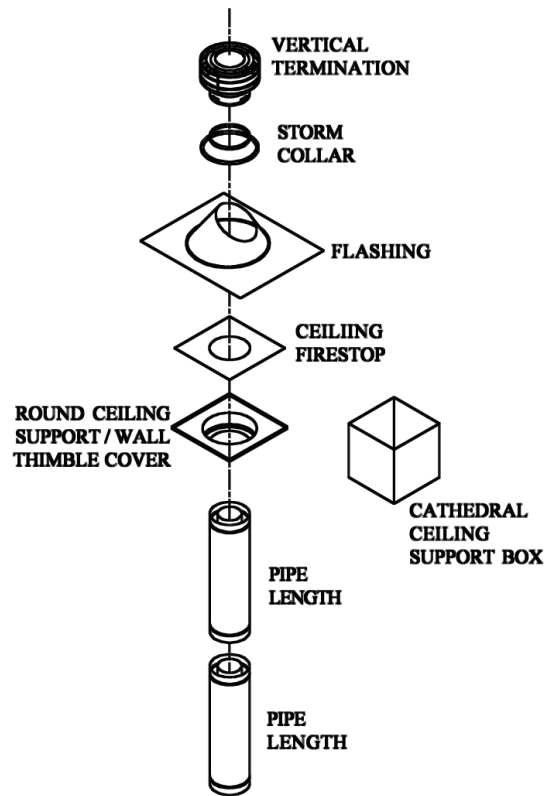 VERTICAL
TERMINATION
STORM
COLLAR
FLASHING
CEILIING
FIRESTOP
ROUND CEILING
SUPPORT / WALL
THIMBLE COVER
CATHEDRAL
CEILING
SUPPORT BOX
PIPE
LENGTH
PIPE
LENGTH